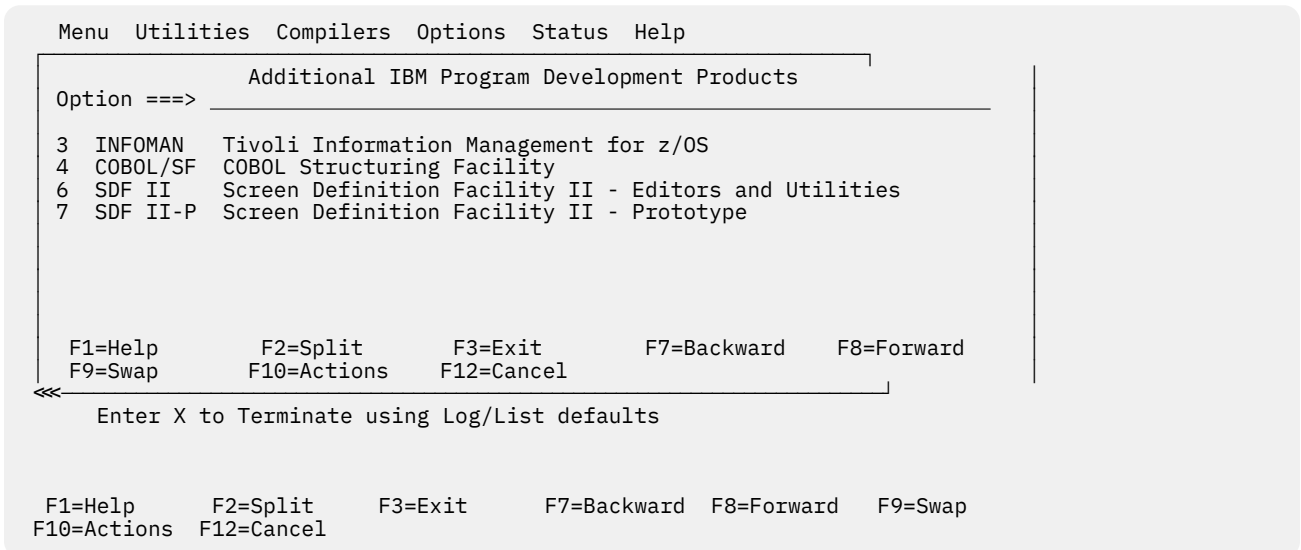 Menu  Utilities  Compilers  Options  Status  Help
Additional IBM Program Development Products
Option ===> ______________________________________________________________
3  INFOMAN   Tivoli Information Management for z/OS
4  COBOL/SF  COBOL Structuring Facility
6  SDF II    Screen Definition Facility II - Editors and Utilities
7  SDF II-P  Screen Definition Facility II - Prototype
F1=Help        F2=Split       F3=Exit        F7=Backward    F8=Forward
F9=Swap       F10=Actions    F12=Cancel
<<<
Enter X to Terminate using Log/List defaults
F1=Help      F2=Split     F3=Exit      F7=Backward  F8=Forward   F9=Swap
F10=Actions  F12=Cancel